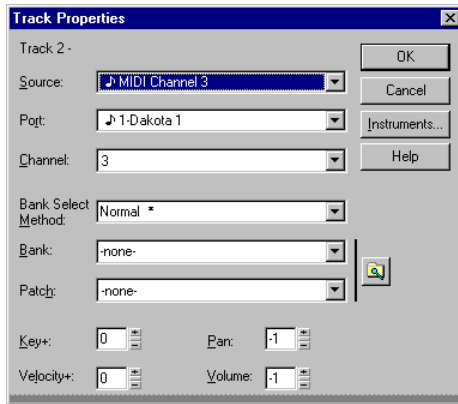 Track Properties
Track 2 -
Source: ♪ MIDI Channel 3
Port: ♪ 1-Dakota 1
Channel: 3
Bank Select Method: Normal *
Bank: -none-
Patch: -none-
Key+: 0 Pan: -1
Velocity+: 0 Volume: -1
OK
Cancel
Instruments...
Help